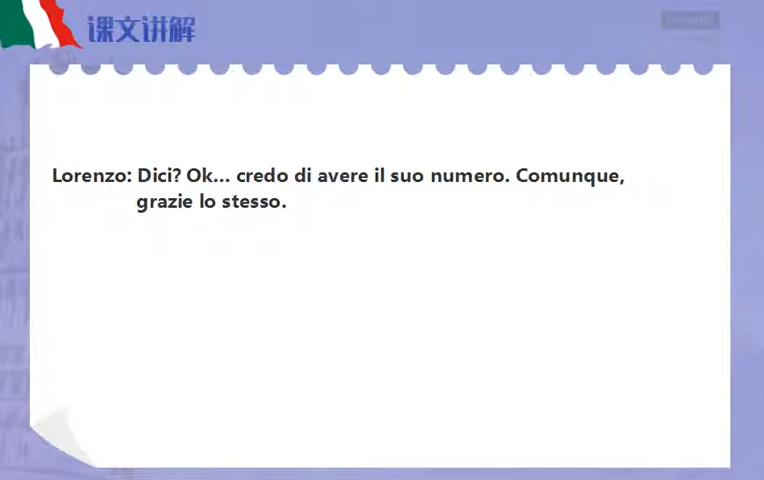 课文讲解
Lorenzo: Dici? Ok... credo di avere il suo numero. Comunque,
grazie lo stesso.